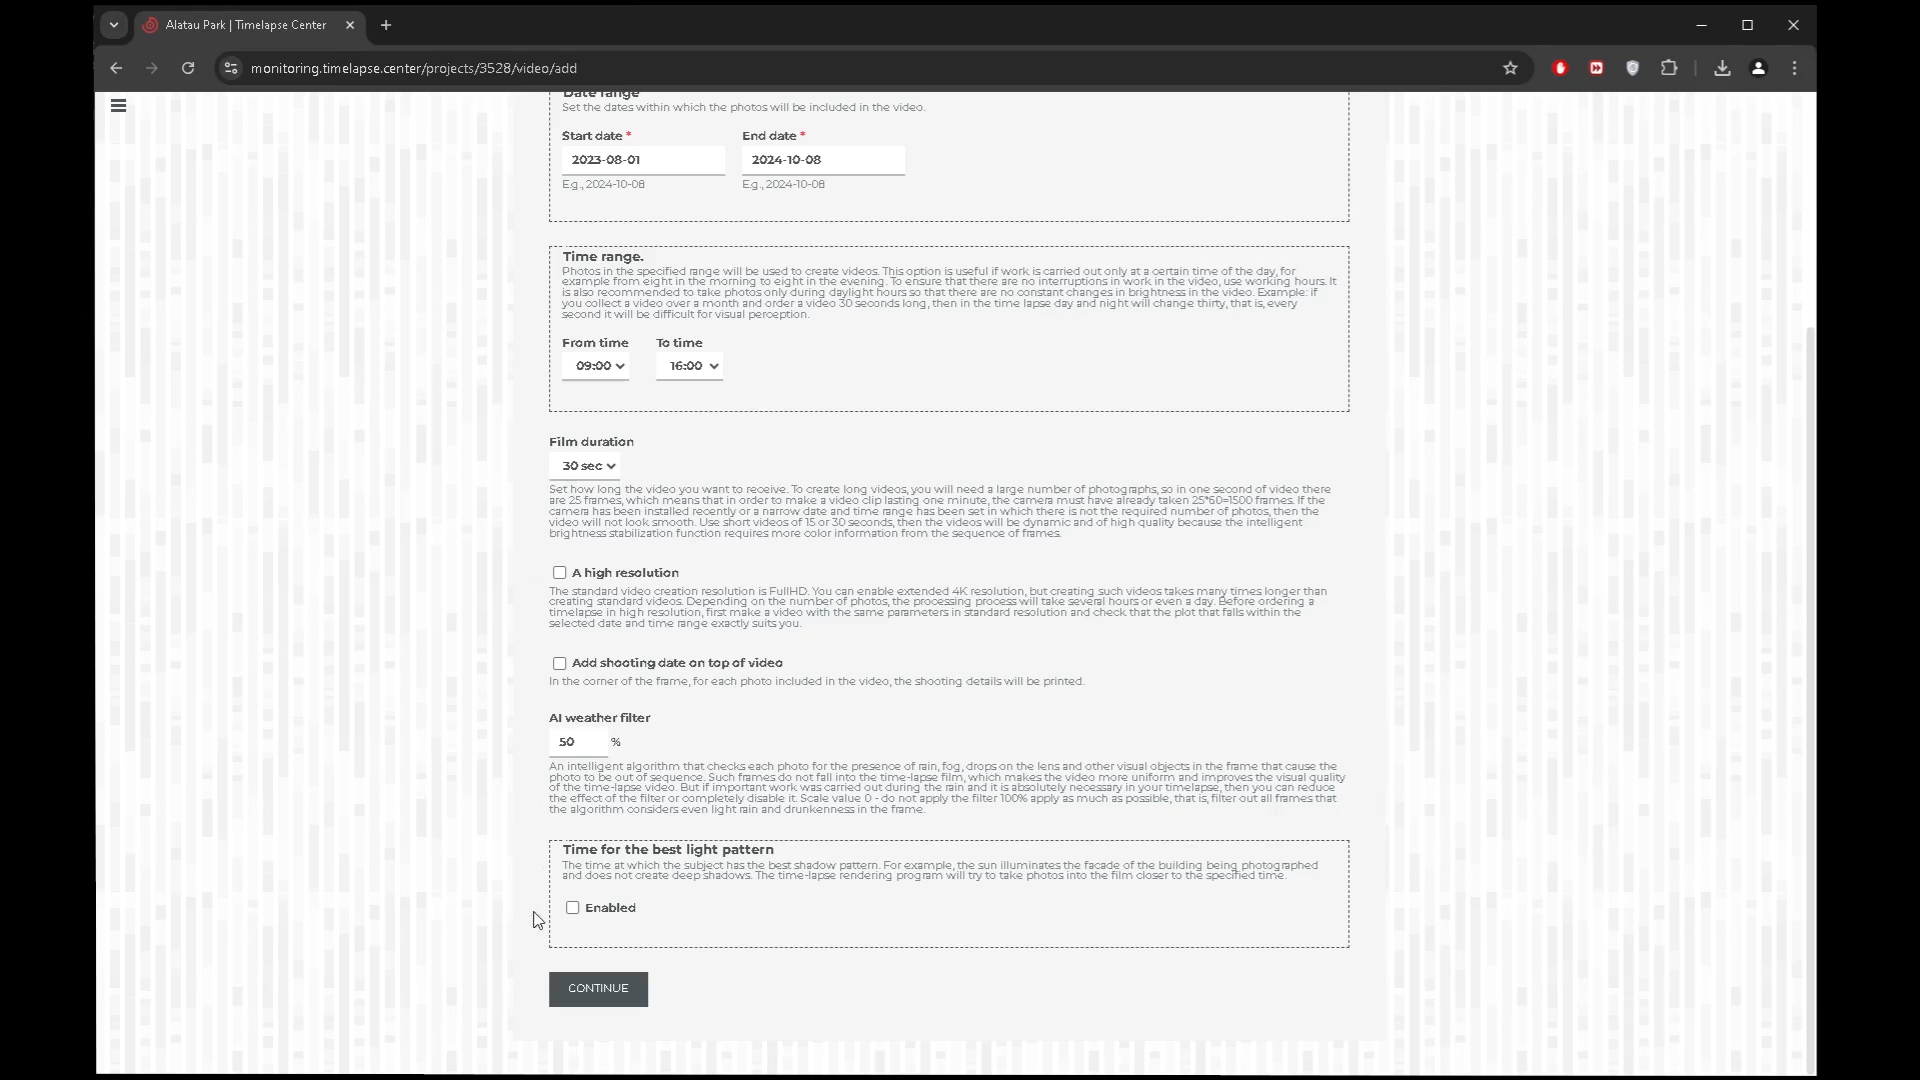 Alatau Park | Timelapse Center
monitoring.timelapse.center/projects/3528/video/add
Date range
Set the dates within which the photos will be included in the video.
Start date * End date *
2023-08-01 2024-10-08
E.g., 2024-10-08 E.g., 2024-10-08
Time range.
Photos in the specified range will be used to create videos. This option is useful if work is carried out only at a certain time of the day, for
example from eight in the morning to eight in the evening. To ensure that there are no interruptions in work in the video, use working hours. It
is also recommended to take photos only during daylight hours so that there are no constant changes in brightness in the video. Example: if
you collect a video over a month and order a video 30 seconds long, then in the time lapse day and night will change thirty, that is, every
second it will be difficult for visual perception.
From time To time
09:00 16:00
Film duration
30 sec
Set how long the video you want to receive. To create long videos, you will need a large number of photographs, so in one second of video there
are 25 frames, which means that in order to make a video clip lasting one minute, the camera must have already taken 25*60=1500 frames. If the
camera has been installed recently or a narrow date and time range has been set in which there is not the required number of photos, then the
video will not look smooth. Use short videos of 15 or 30 seconds, then the videos will be dynamic and of high quality because the intelligent
brightness stabilization function requires more color information from the sequence of frames.
A high resolution
The standard video creation resolution is FullHD. You can enable extended 4K resolution, but creating such videos takes many times longer than
creating standard videos. Depending on the number of photos, the processing process will take several hours or even a day. Before ordering a
timelapse in high resolution, first make a video with the same parameters in standard resolution and check that the plot that falls within the
selected date and time range exactly suits you.
Add shooting date on top of video
In the corner of the frame, for each photo included in the video, the shooting details will be printed.
AI weather filter
50 %
An intelligent algorithm that checks each photo for the presence of rain, fog, drops on the lens and other visual objects in the frame that cause the
photo to be out of sequence. Such frames do not fall into the time-lapse film, which makes the video more uniform and improves the visual quality
of the time-lapse video. But if important work was carried out during the rain and it is absolutely necessary in your timelapse, then you can reduce
the effect of the filter or completely disable it. Scale value 0 - do not apply the filter 100% apply as much as possible, that is, filter out all frames that
the algorithm considers even light rain and drunkenness in the frame.
Time for the best light pattern
The time at which the subject has the best shadow pattern. For example, the sun illuminates the facade of the building being photographed
and does not create deep shadows. The time-lapse rendering program will try to take photos into the film closer to the specified time.
Enabled
CONTINUE